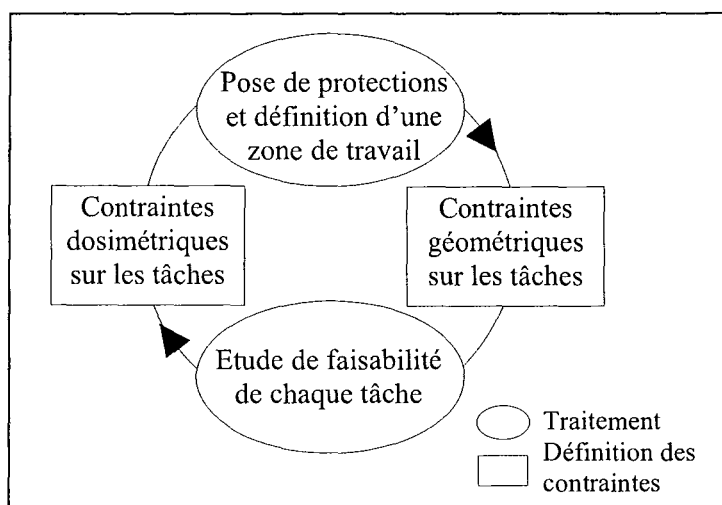 Pose de protections
et définition d'une
zone de travail
Contraintes
dosimétriques
sur les tâches
Contraintes
géométriques
sur les tâches
Etude de faisabilité
de chaque tâche
Traitement
Définition des
contraintes